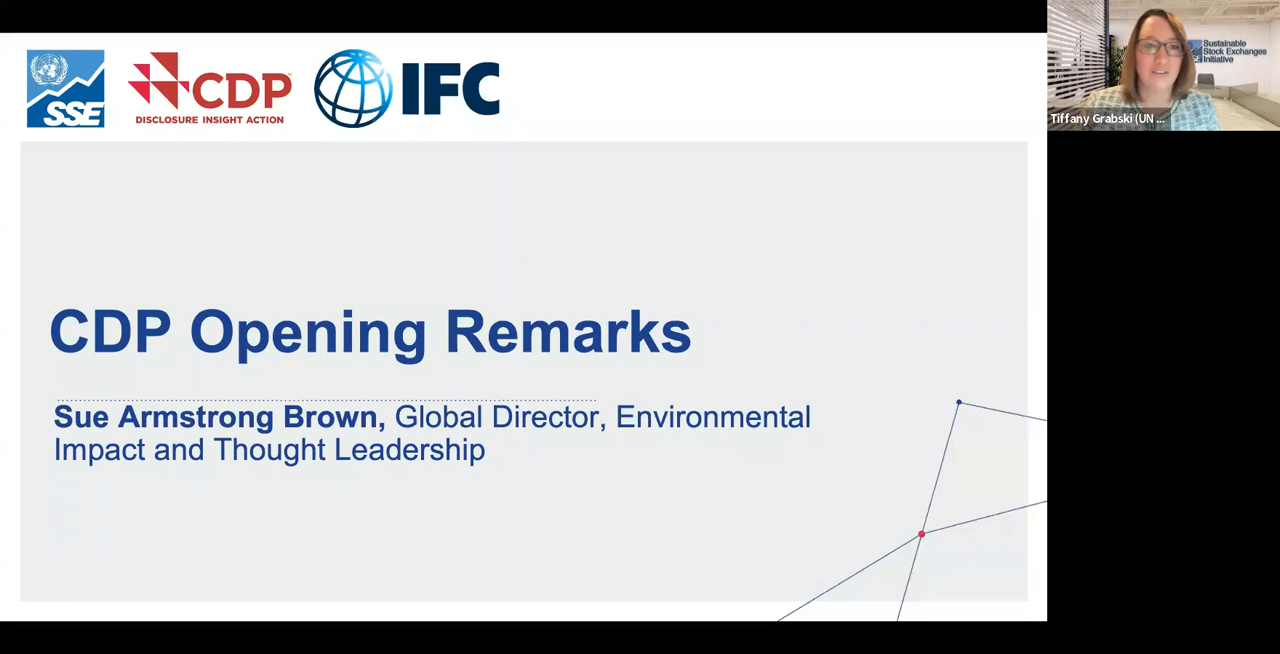 SSE
CDP
DISCLOSURE INSIGHT ACTION
IFC
Sustainable
Stock Exchanges
Initiative
Tiffany Grabski (UN ...
CDP Opening Remarks
Sue Armstrong Brown, Global Director, Environmental
Impact and Thought Leadership